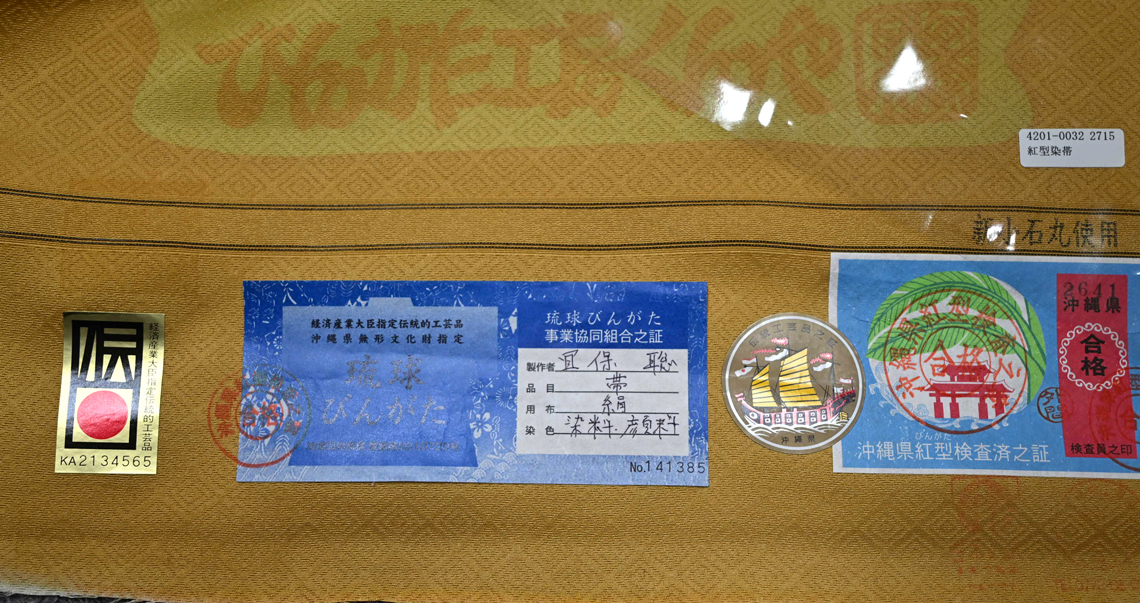 びんがた工房くんや
4201-0032 2715
紅型染帯
新小石丸使用
伝
経済産業大臣指定伝統的工芸品
KA2134565
経済産業大臣指定伝統的工芸品
沖縄県無形文化財指定
琉球
びんがた
琉球びんがた
事業協同組合之証
製作者 宜保 聡
品目 帯
用布 絹
染色 染料・顔料
No.141385
沖縄県
合格
びんがた
沖縄県紅型検査済之証
2641
沖縄県
合格
検査員之印